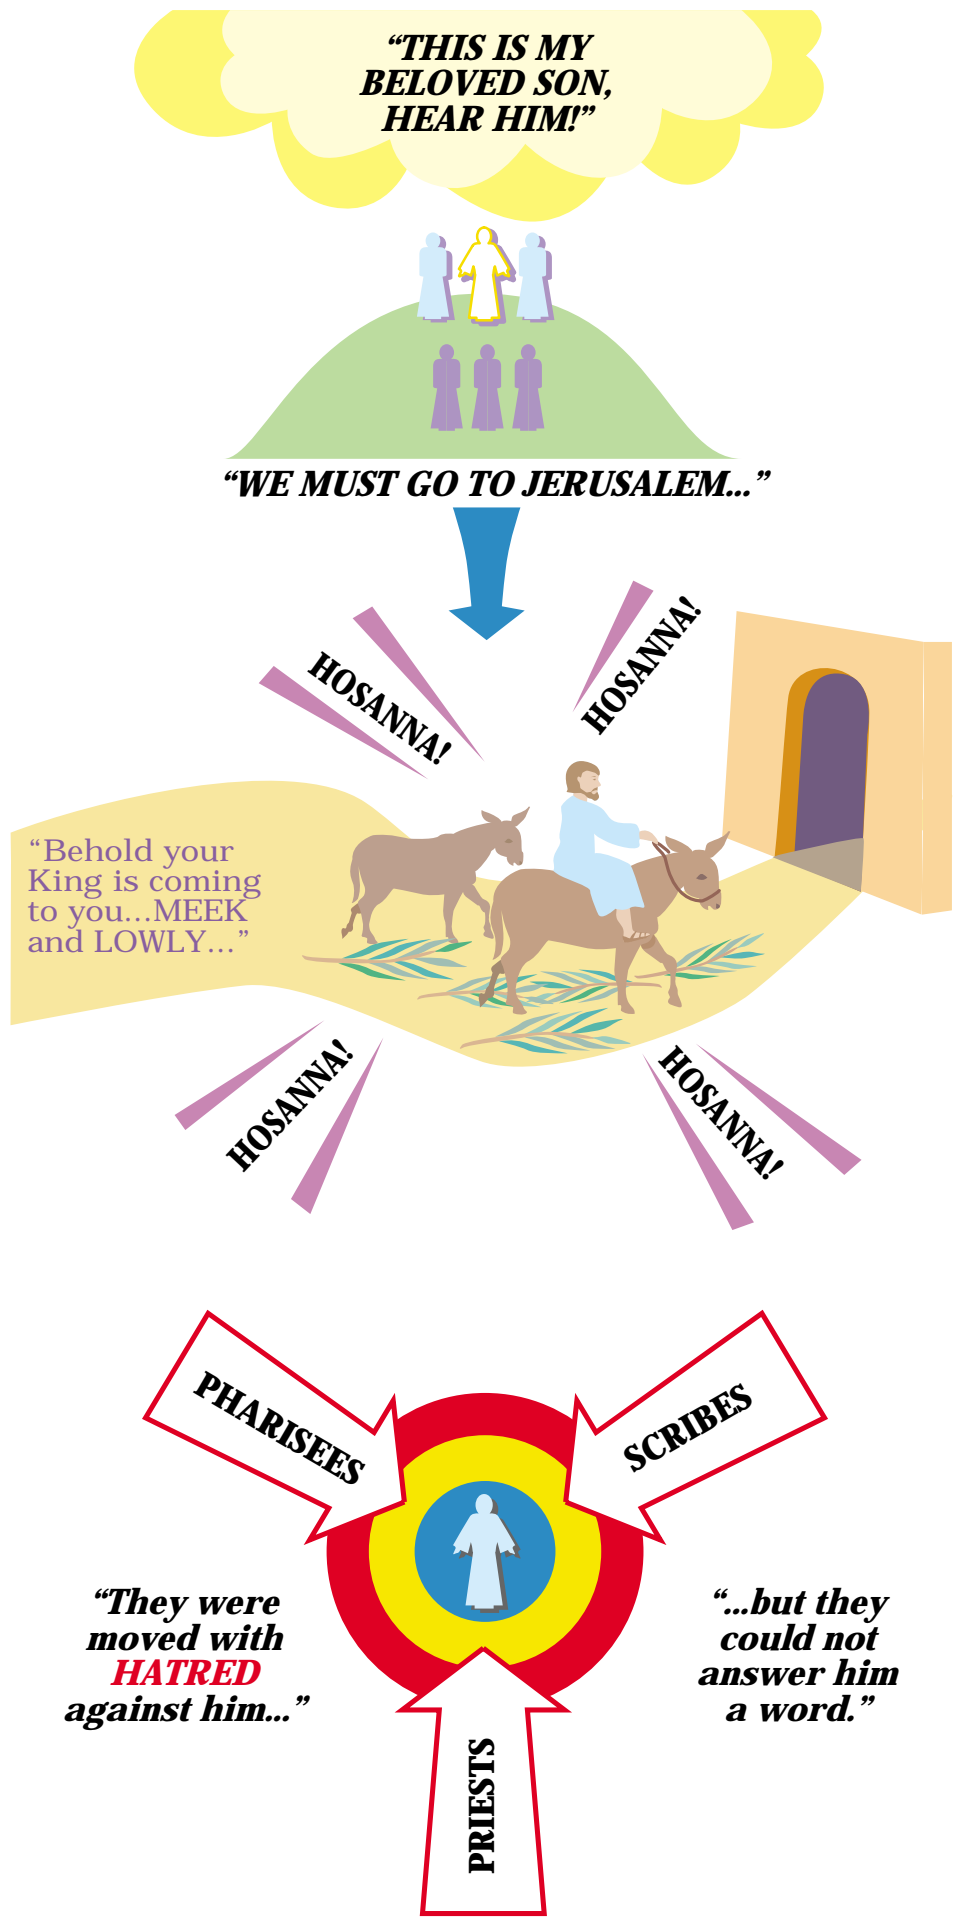 “THIS IS MY
BELOVED SON,
HEAR HIM!”
“WE MUST GO TO JERUSALEM...”
HOSANNA!
HOSANNA!
“Behold your
King is coming
to you...MEEK
and LOWLY...”
HOSANNA!
HOSANNA!
PHARISEES
SCRIBES
“They were
moved with
HATRED
against him...”
“...but they
could not
answer him
a word.”
PRIESTS